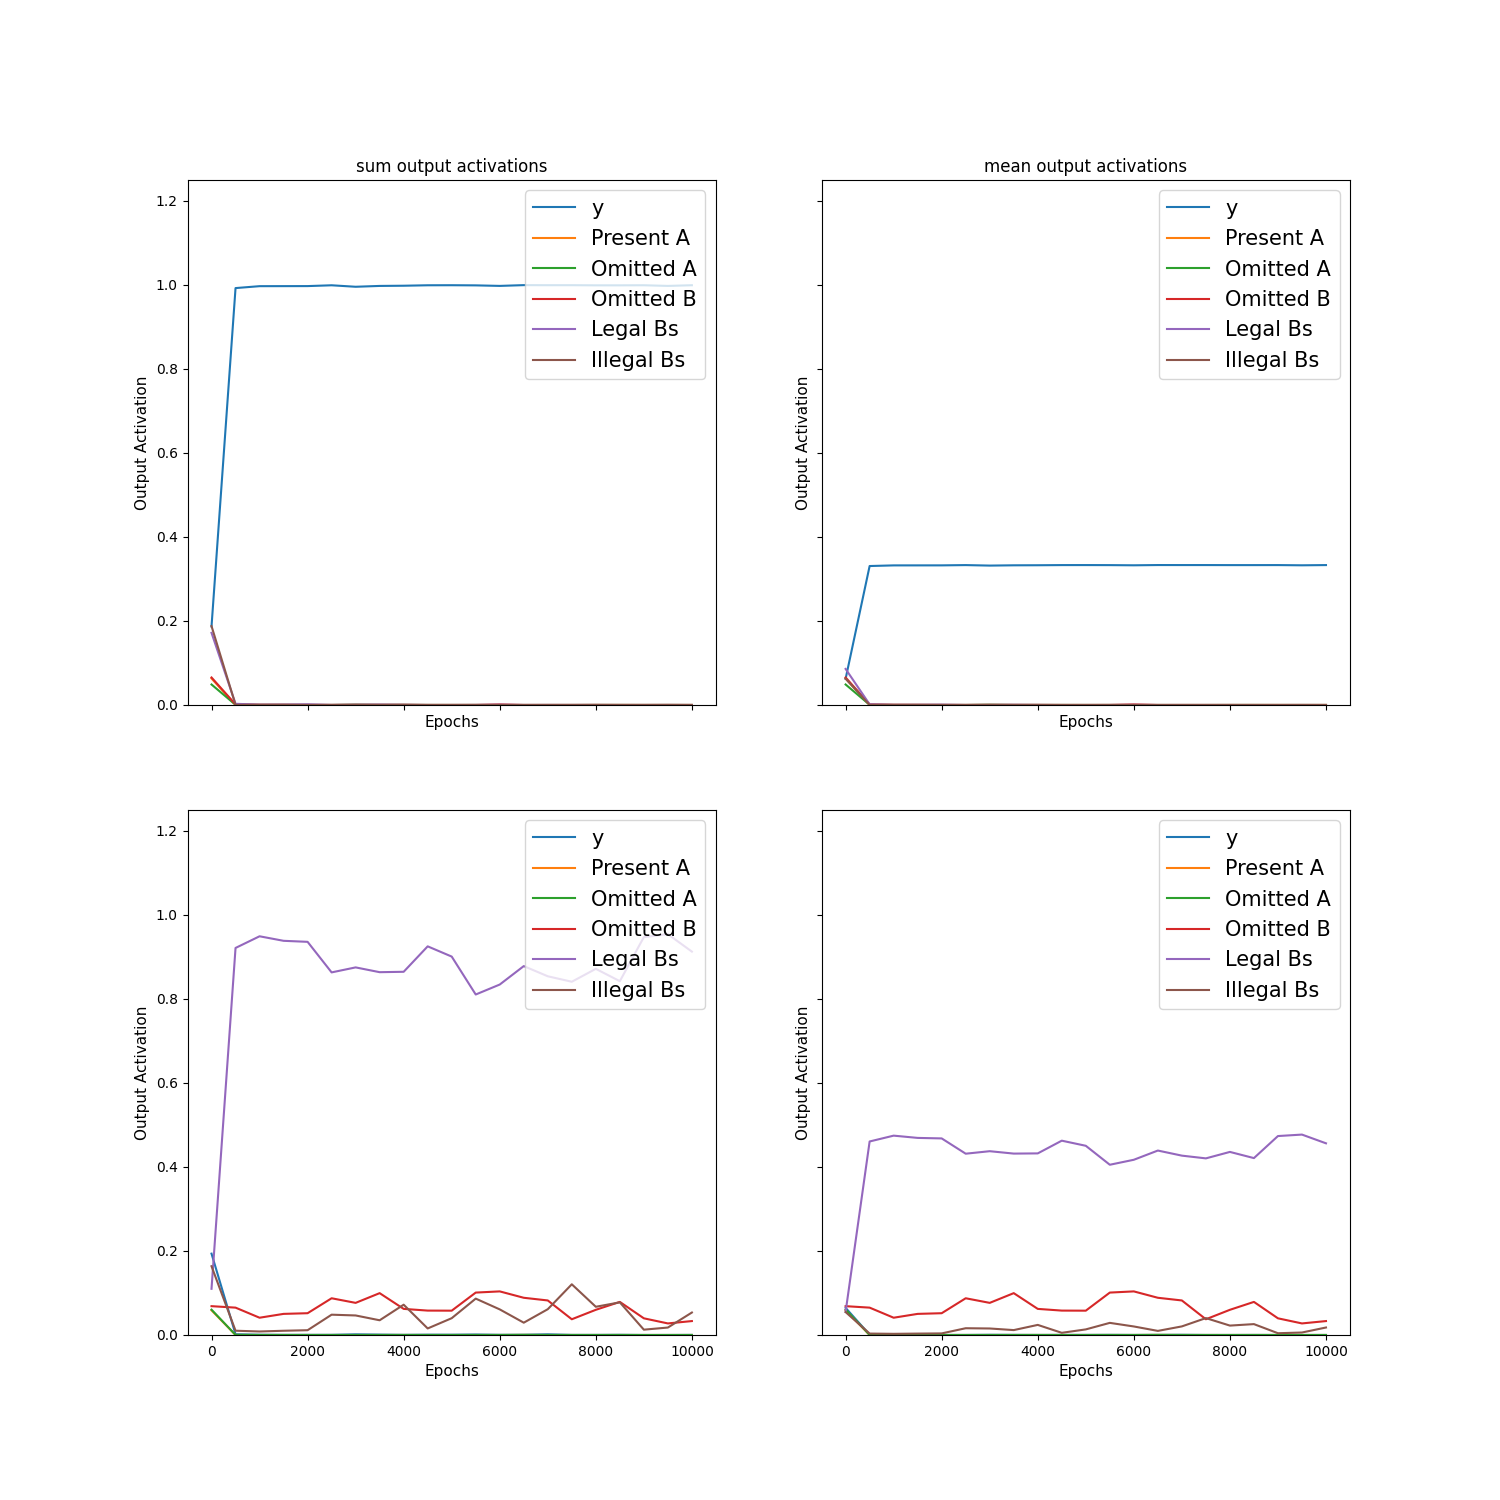 sum output activations
mean output activations
1.2
1.0
0.8
0.6
0.4
0.2
0.0
Output Activation
y
Present A
Omitted A
Omitted B
Legal Bs
Illegal Bs
Epochs
Output Activation
y
Present A
Omitted A
Omitted B
Legal Bs
Illegal Bs
Epochs
1.2
1.0
0.8
0.6
0.4
0.2
0.0
Output Activation
y
Present A
Omitted A
Omitted B
Legal Bs
Illegal Bs
0 2000 4000 6000 8000 10000
Epochs
Output Activation
y
Present A
Omitted A
Omitted B
Legal Bs
Illegal Bs
0 2000 4000 6000 8000 10000
Epochs